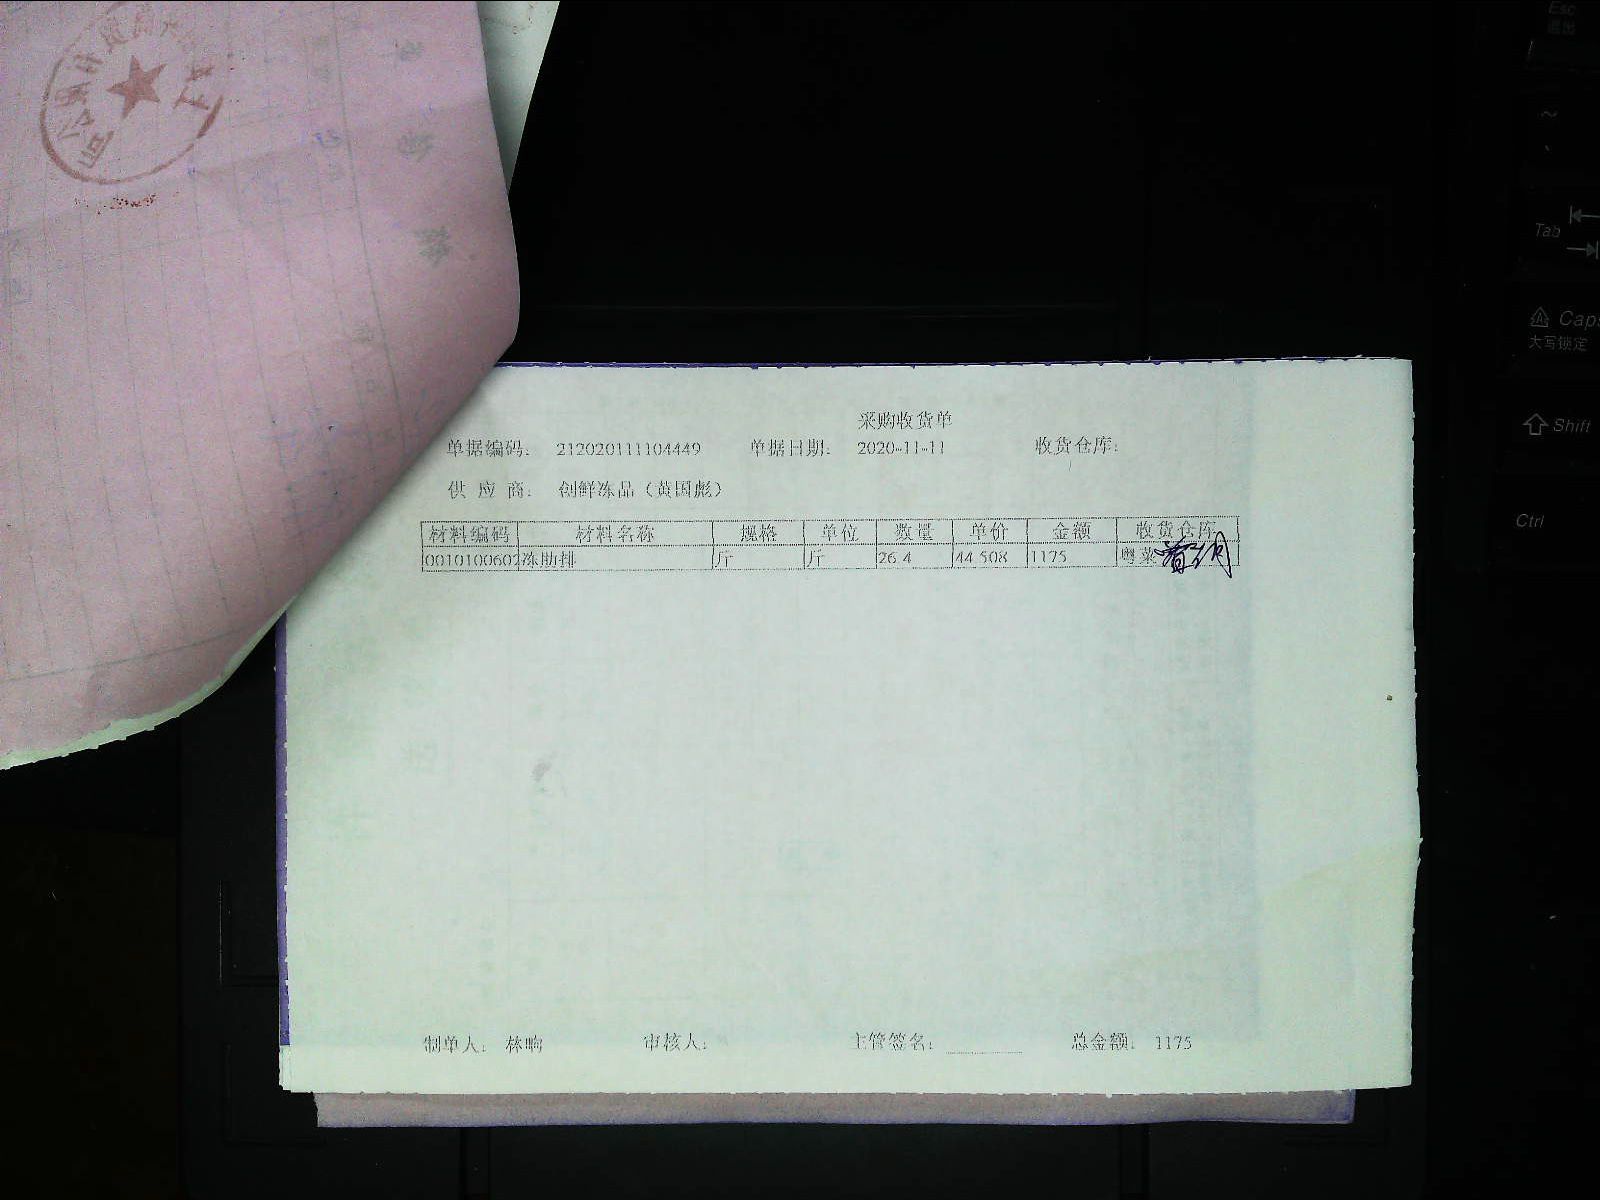 采购收货单
单据编码： 212020111104449 单据日期： 2020-11-11 收货仓库：
供 应 商： 创鲜冻品（黄国彪）
材料编码 材料名称 规格 单位 数量 单价 金额 收货仓库
0010100602 冻肋排 斤 斤 26.4 44.508 1175 粤菜
制单人： 林响 审核人： 主管签名： 总金额： 1175
Esc
退出
~
Tab
Caps
大写锁定
Shift
Ctrl